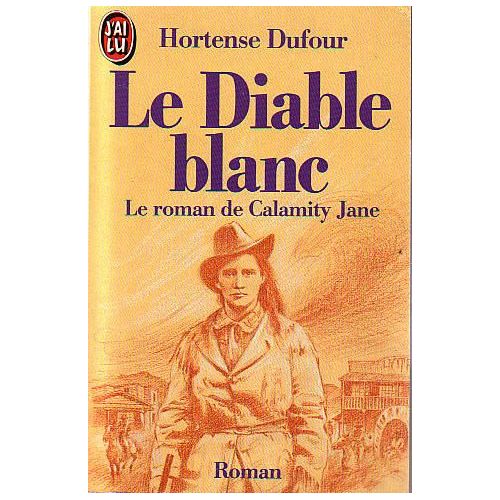 J'AI
LU
Hortense Dufour
Le Diable
blanc
Le roman de Calamity Jane
Roman